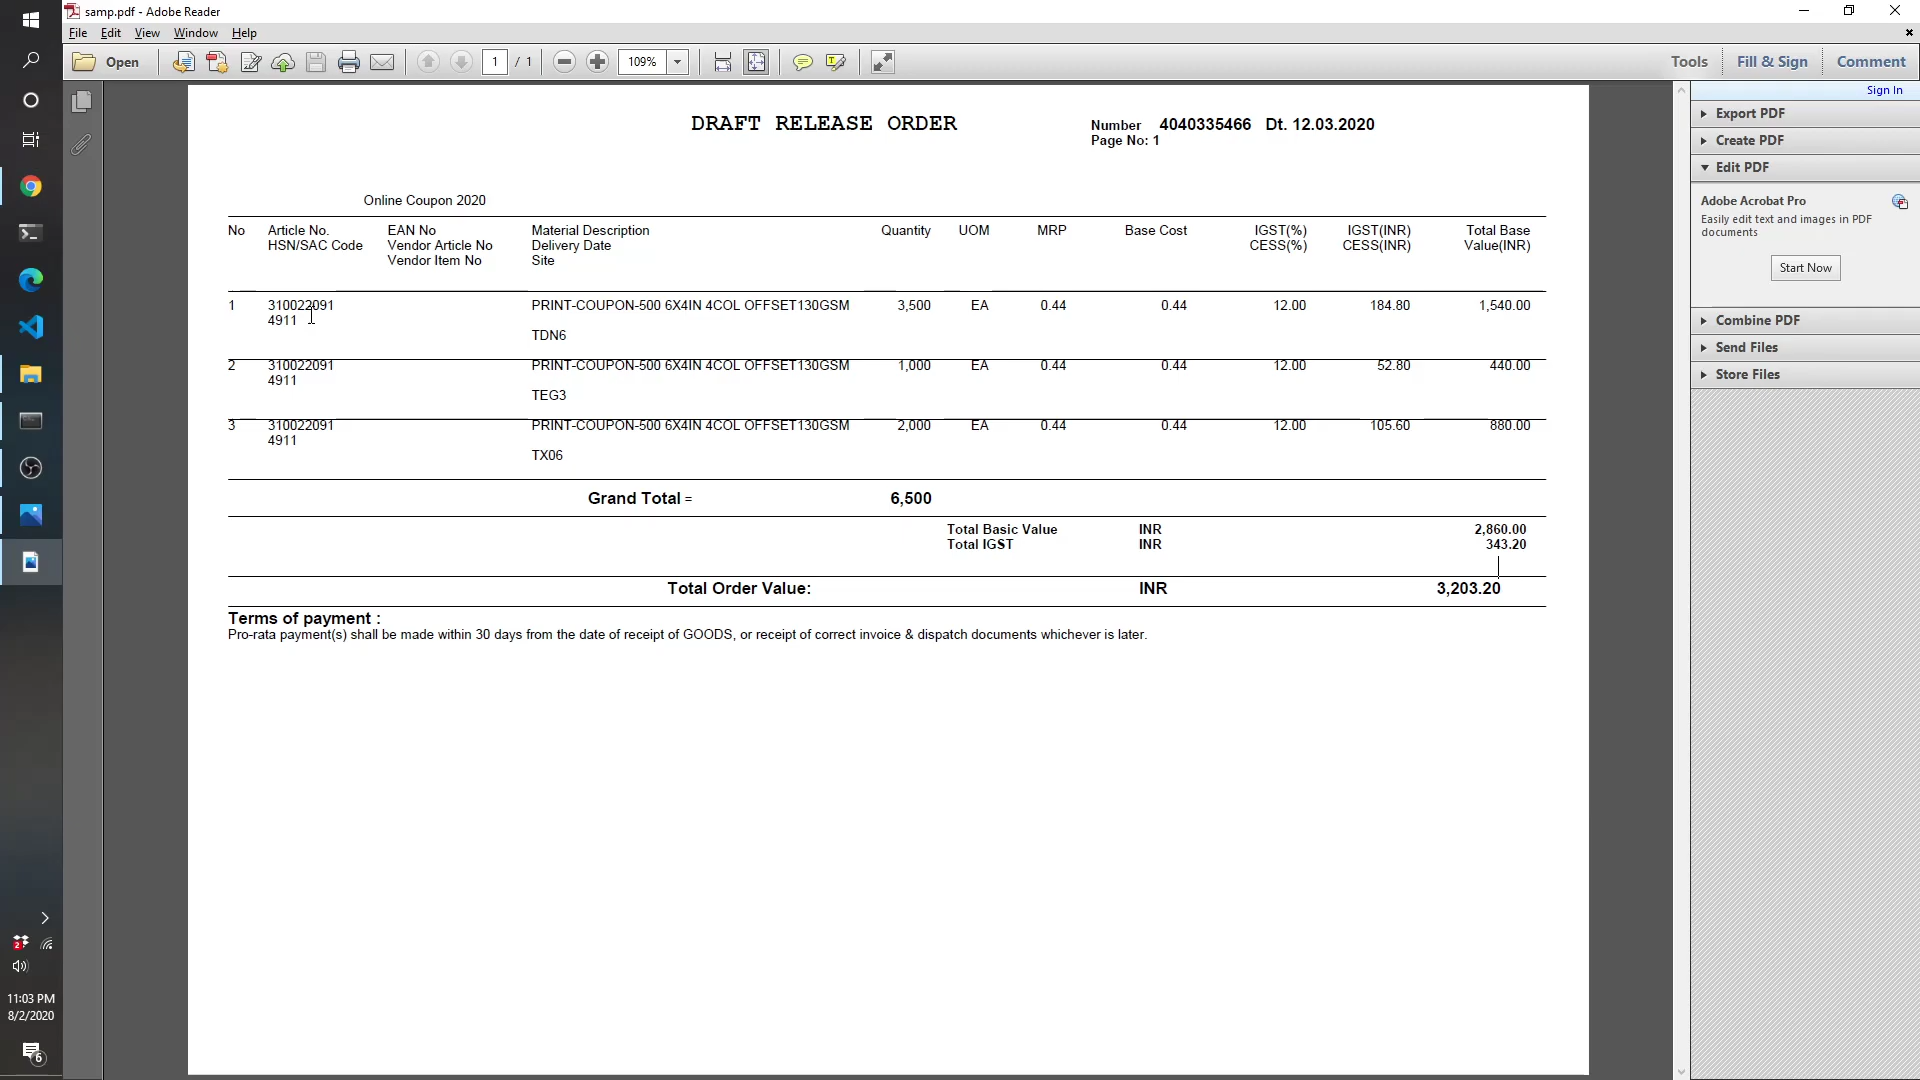 samp.pdf - Adobe Reader
File Edit View Window Help
Open 1 / 1 109% Tools Fill & Sign Comment
Sign In
Export PDF
Create PDF
Edit PDF
Adobe Acrobat Pro
Easily edit text and images in PDF
documents
Start Now
Combine PDF
Send Files
Store Files
DRAFT RELEASE ORDER
Number 4040335466 Dt. 12.03.2020
Page No: 1
Online Coupon 2020
No Article No. EAN No Material Description Quantity UOM MRP Base Cost IGST(%) IGST(INR) Total Base
HSN/SAC Code Vendor Article No Delivery Date CESS(%) CESS(INR) Value(INR)
Vendor Item No Site
1 310022091 PRINT-COUPON-500 6X4IN 4COL OFFSET130GSM 3,500 EA 0.44 0.44 12.00 184.80 1,540.00
4911
TDN6
2 310022091 PRINT-COUPON-500 6X4IN 4COL OFFSET130GSM 1,000 EA 0.44 0.44 12.00 52.80 440.00
4911
TEG3
3 310022091 PRINT-COUPON-500 6X4IN 4COL OFFSET130GSM 2,000 EA 0.44 0.44 12.00 105.60 880.00
4911
TX06
Grand Total = 6,500
Total Basic Value INR 2,860.00
Total IGST INR 343.20
Total Order Value: INR 3,203.20
Terms of payment :
Pro-rata payment(s) shall be made within 30 days from the date of receipt of GOODS, or receipt of correct invoice & dispatch documents whichever is later.
2
11:03 PM
8/2/2020
6